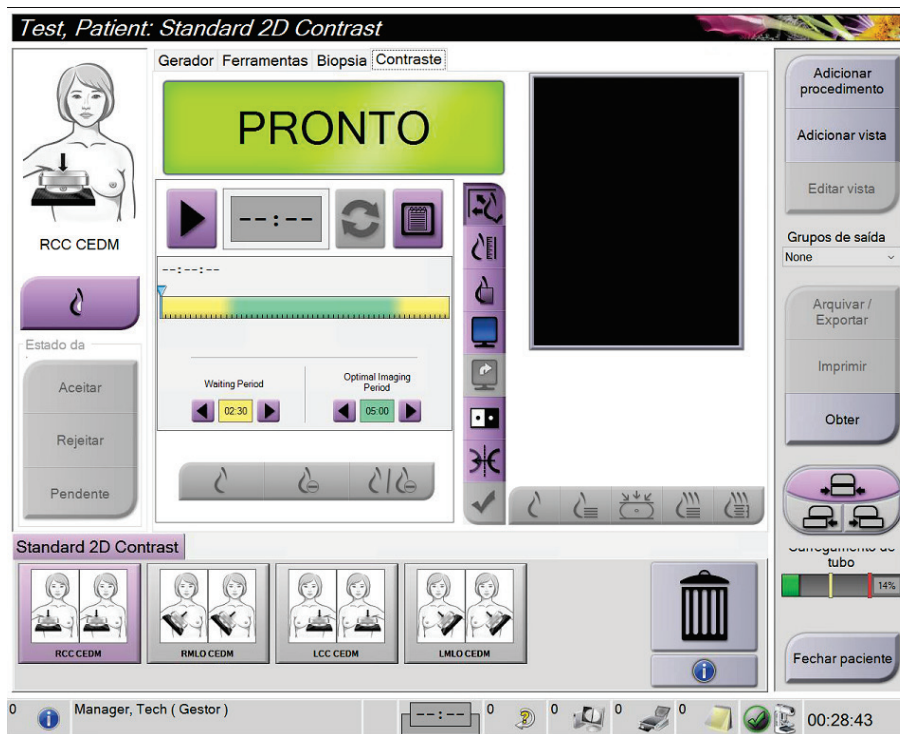 Test, Patient: Standard 2D Contrast
Gerador Ferramentas Biopsia Contraste
RCC CEDM
Estado da
Aceitar
Rejeitar
Pendente
PRONTO
--:--
--:--:--
Waiting Period
02:30
Optimal Imaging
Period
05:00
Adicionar
procedimento
Adicionar vista
Editar vista
Grupos de saída
None
Arquivar /
Exportar
Imprimir
Obter
tubo
14%
Fechar paciente
Standard 2D Contrast
RCC CEDM
RMLO CEDM
LCC CEDM
LMLO CEDM
0
Manager, Tech ( Gestor )
--:--
0
0
0
0
00:28:43